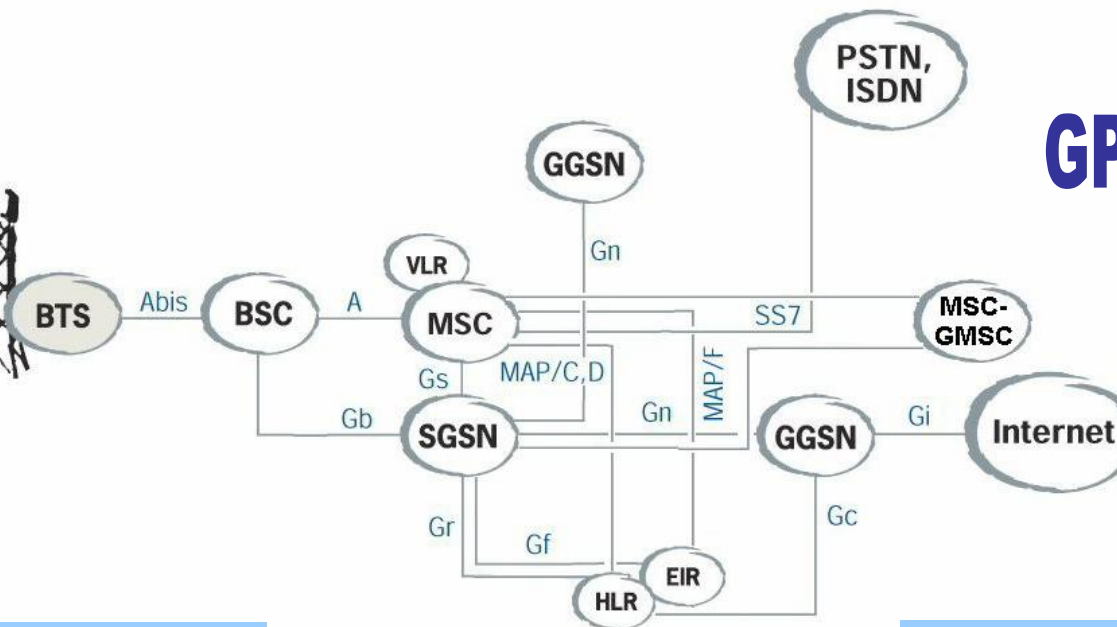 PSTN,
ISDN
GP
GGSN
Gn
VLR
BTS
Abis
BSC
A
MSC
SS7
MSC-
GMSC
Gs
MAP/C,D
MAP/F
Gb
SGSN
Gn
GGSN
Gi
Internet
Gr
Gf
Gc
EIR
HLR